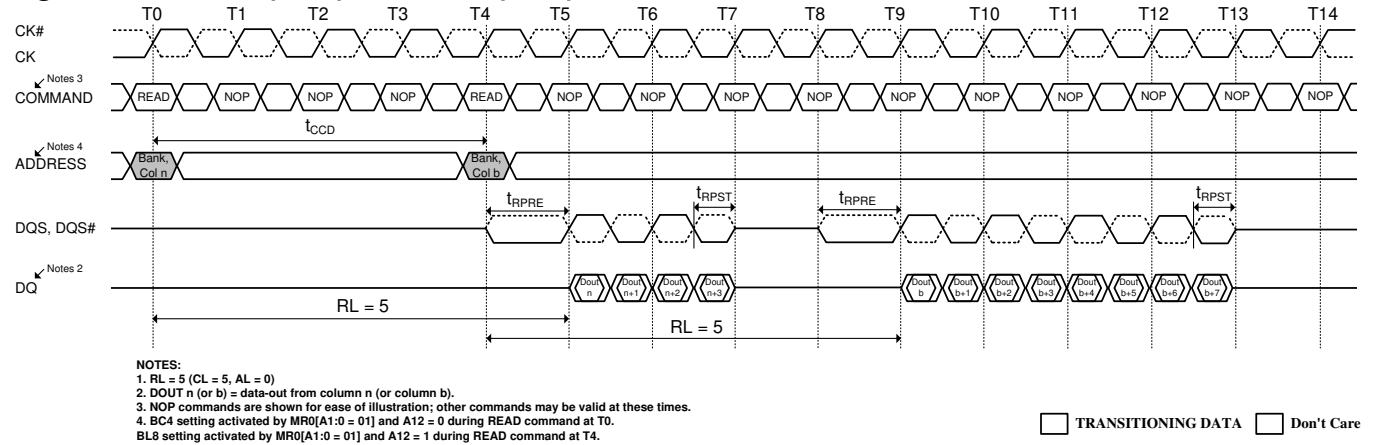 T0 T1 T2 T3 T4 T5 T6 T7 T8 T9 T10 T11 T12 T13 T14
CK#
CK
Notes 3
COMMAND READ NOP NOP NOP READ NOP NOP NOP NOP NOP NOP NOP NOP NOP NOP
tCCD
Notes 4
ADDRESS Bank, Col n Bank, Col b
tRPRE tRPST tRPRE tRPST
DQS, DQS#
Notes 2
DQ Dout n Dout n+1 Dout n+2 Dout n+3 Dout b Dout b+1 Dout b+2 Dout b+3 Dout b+4 Dout b+5 Dout b+6 Dout b+7
RL = 5
RL = 5
NOTES:
1. RL = 5 (CL = 5, AL = 0)
2. DOUT n (or b) = data-out from column n (or column b).
3. NOP commands are shown for ease of illustration; other commands may be valid at these times.
4. BC4 setting activated by MR0[A1:0 = 01] and A12 = 0 during READ command at T0.
BL8 setting activated by MR0[A1:0 = 01] and A12 = 1 during READ command at T4.
TRANSITIONING DATA Don't Care